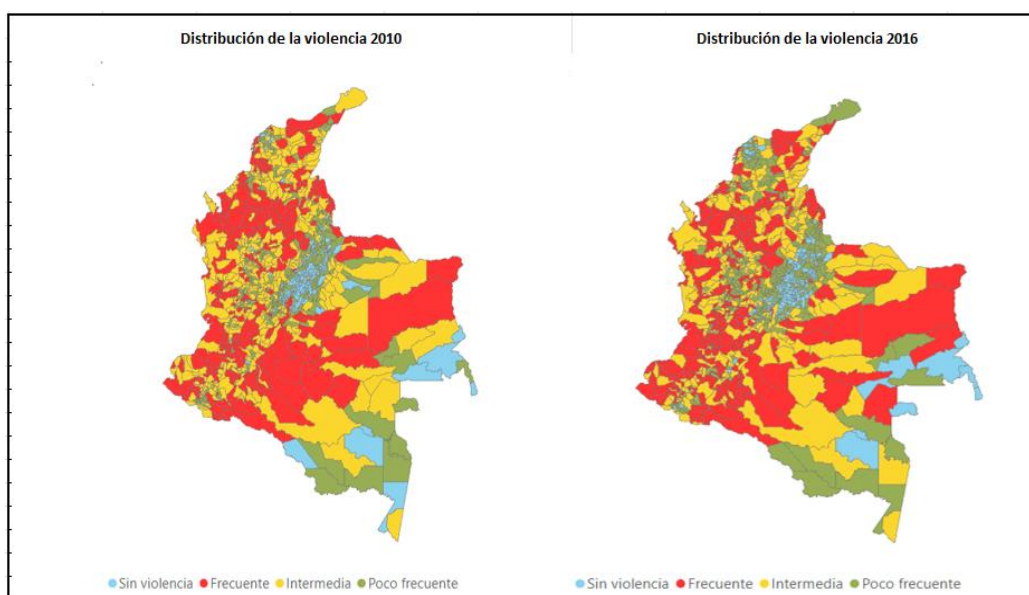 Distribución de la violencia 2010
Distribución de la violencia 2016
Sin violencia Frecuente Intermedia Poco frecuente
Sin violencia Frecuente Intermedia Poco frecuente